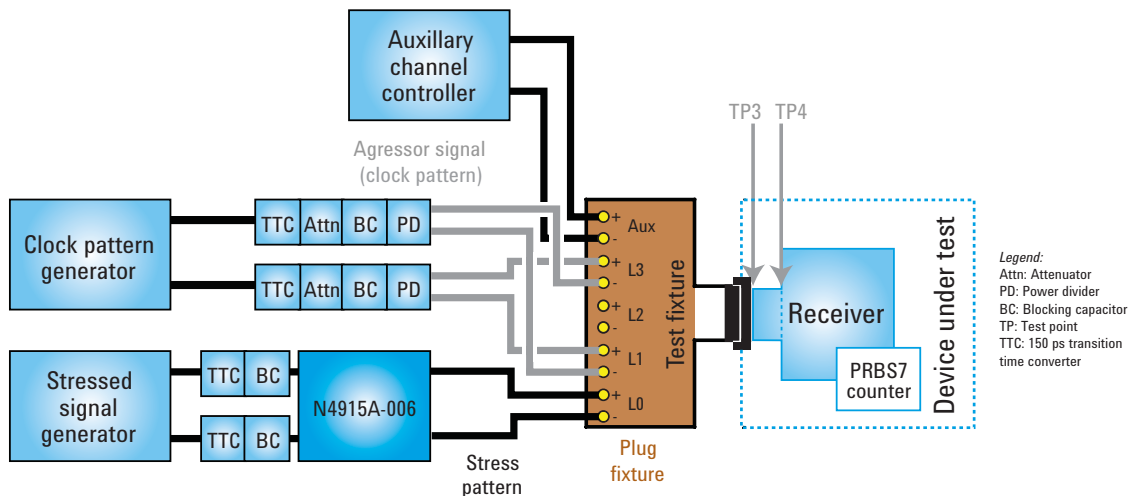 Auxillary
channel
controller
Agressor signal
(clock pattern)
TP3 TP4
Clock pattern
generator
TTC Attn BC PD
TTC Attn BC PD
+
-
Aux
+
-
L3
+
-
L2
+
-
L1
+
-
L0
Test fixture
Plug
fixture
Receiver
PRBS7
counter
Device under test
Stressed
signal
generator
TTC BC
TTC BC
N4915A-006
Stress
pattern
Legend:
Attn: Attenuator
PD: Power divider
BC: Blocking capacitor
TP: Test point
TTC: 150 ps transition
time converter